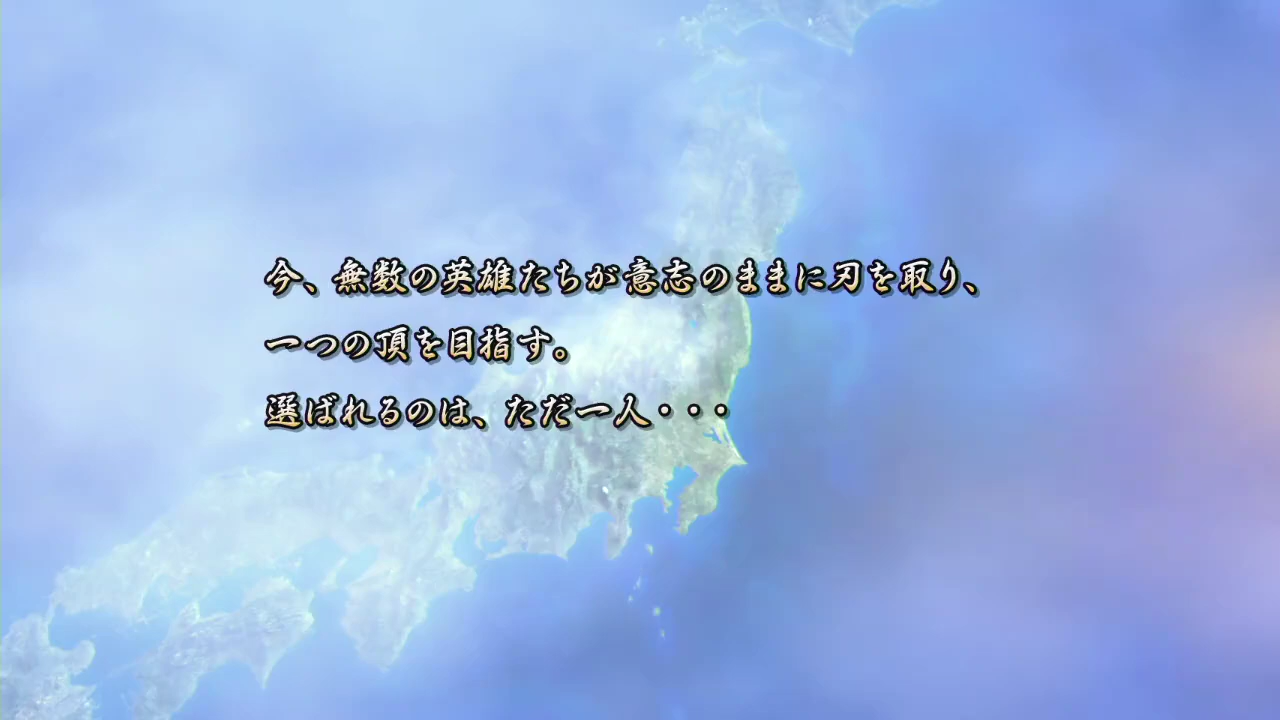 今、無数の英雄たちが意志のままに刃を取り、
一つの頂を目指す。
選ばれるのは、ただ一人・・・